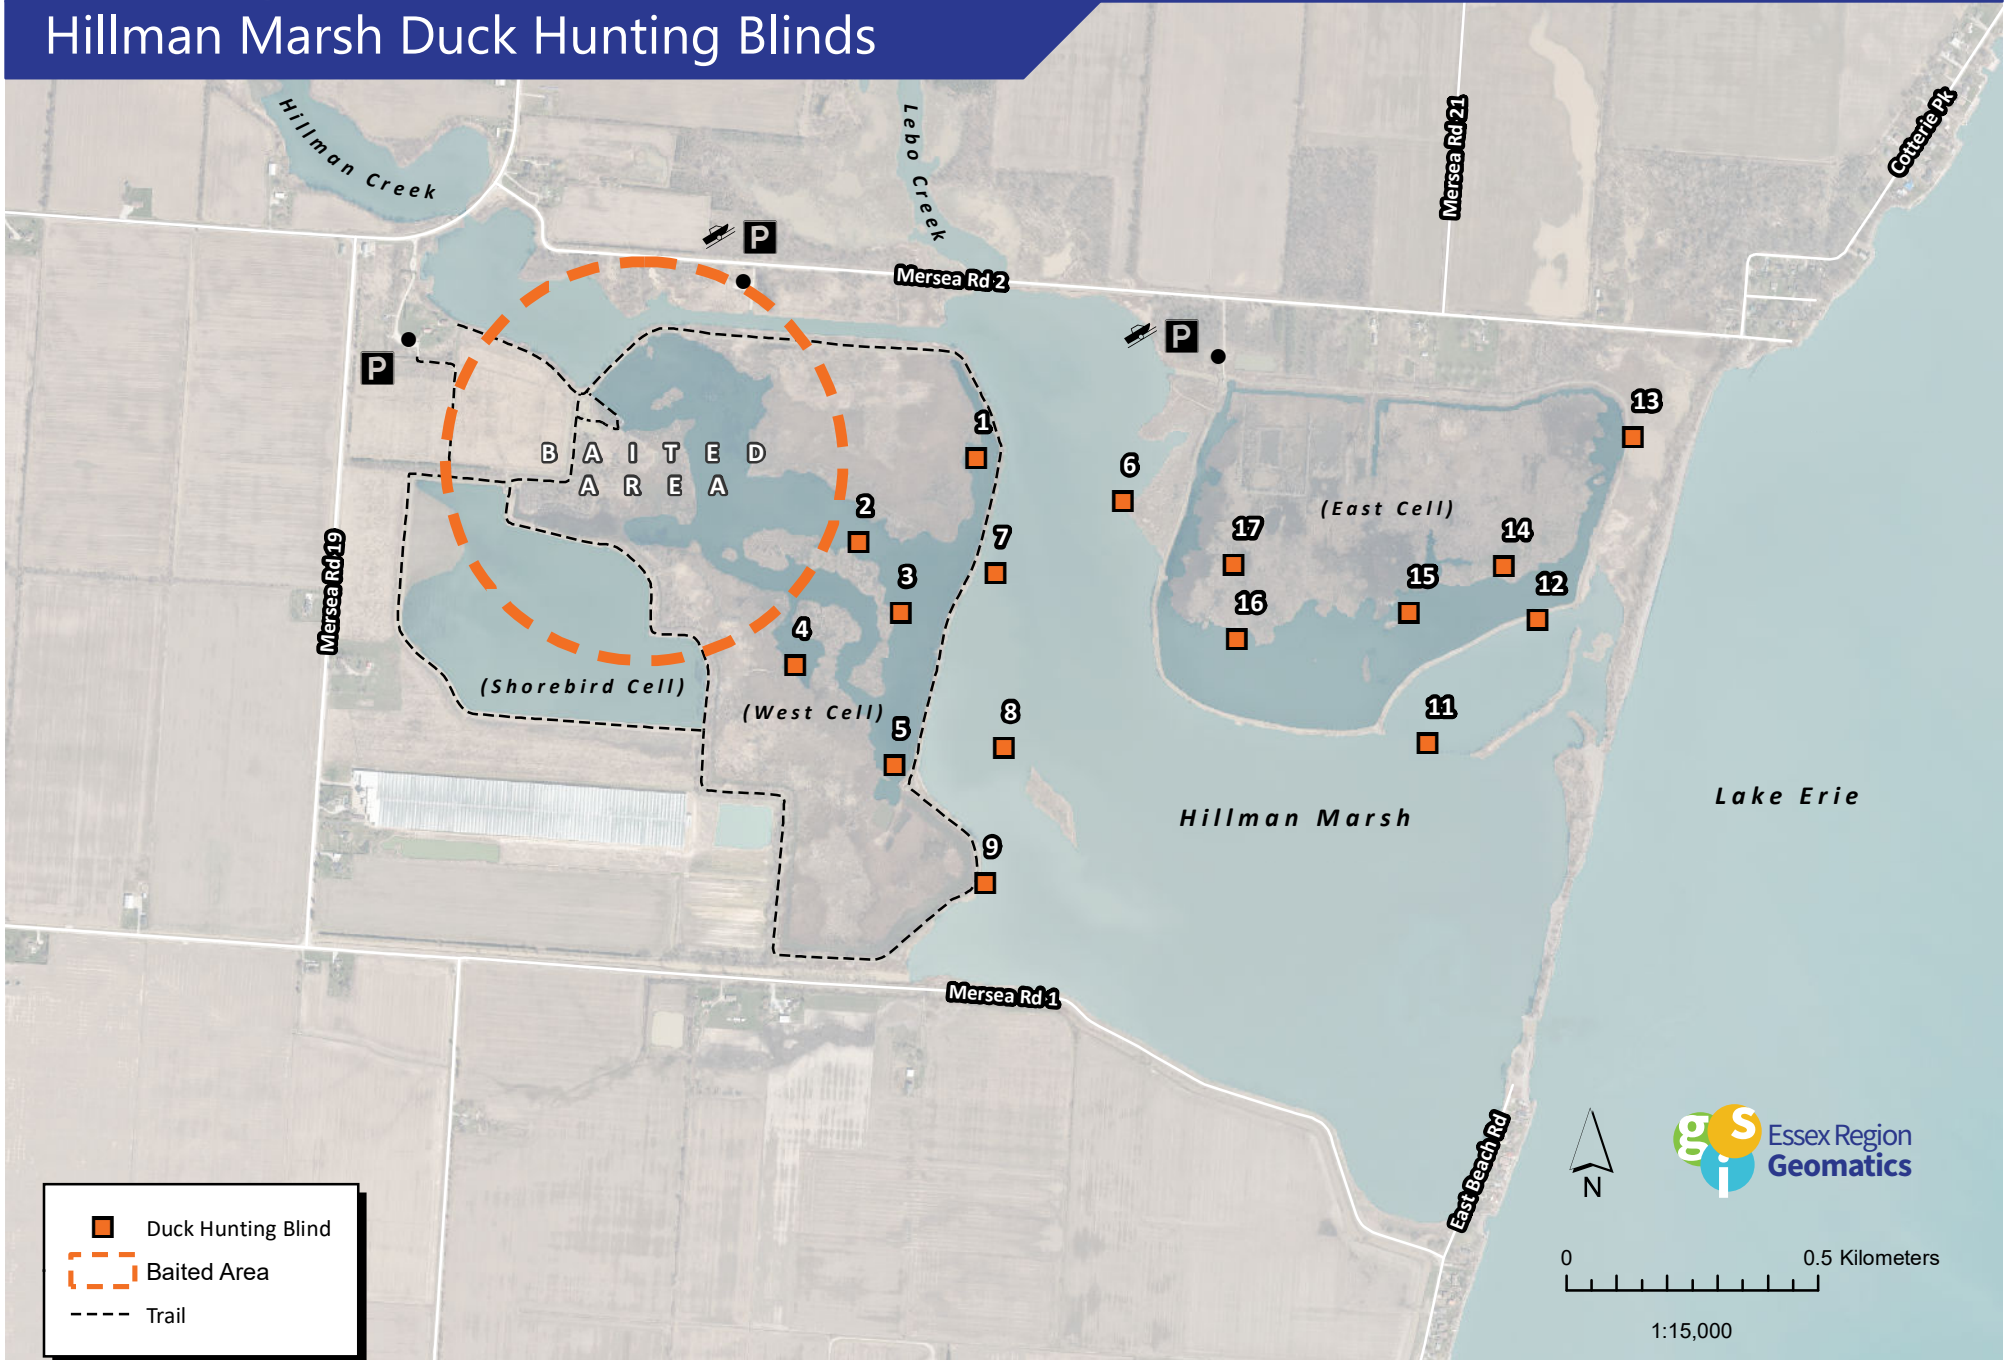 Hillman Marsh Duck Hunting Blinds
Hillman Creek
Lebo Creek
Mersea Rd 21
Cotterie Pk
P
Mersea Rd 2
P
P
13
1
BAITED
AREA
6
2
(East Cell)
17
14
7
Mersea Rd 19
3
15
12
16
4
(Shorebird Cell)
(West Cell)
5
8
11
Hillman Marsh
Lake Erie
9
Mersea Rd 1
East Beach Rd
N
gis
Essex Region
Geomatics
Duck Hunting Blind
Baited Area
Trail
0 0.5 Kilometers
1:15,000